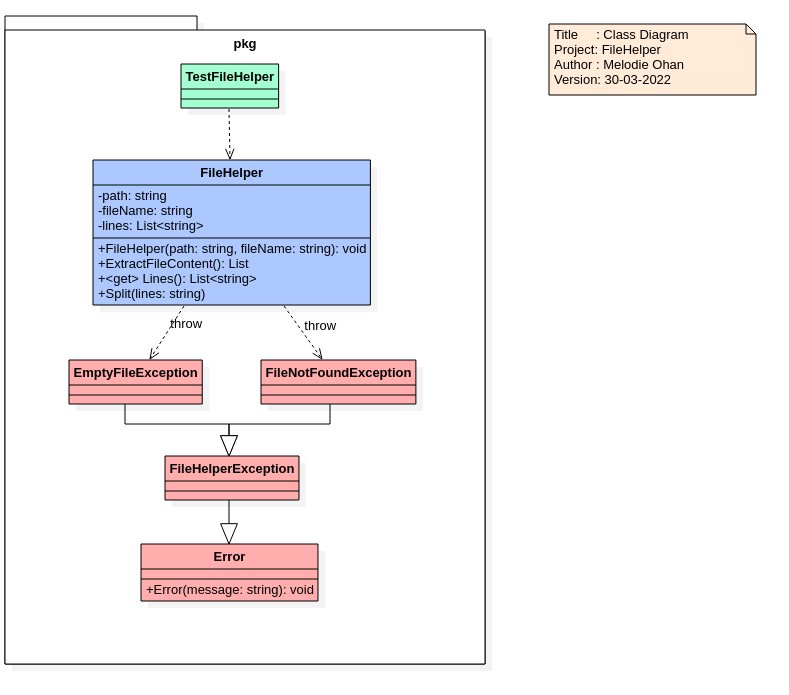 pkg
Title : Class Diagram
Project: FileHelper
Author : Melodie Ohan
Version: 30-03-2022
TestFileHelper
FileHelper
-path: string
-fileName: string
-lines: List<string>
+FileHelper(path: string, fileName: string): void
+ExtractFileContent(): List
+<get> Lines(): List<string>
+Split(lines: string)
throw
throw
EmptyFileException
FileNotFoundException
FileHelperException
Error
+Error(message: string): void